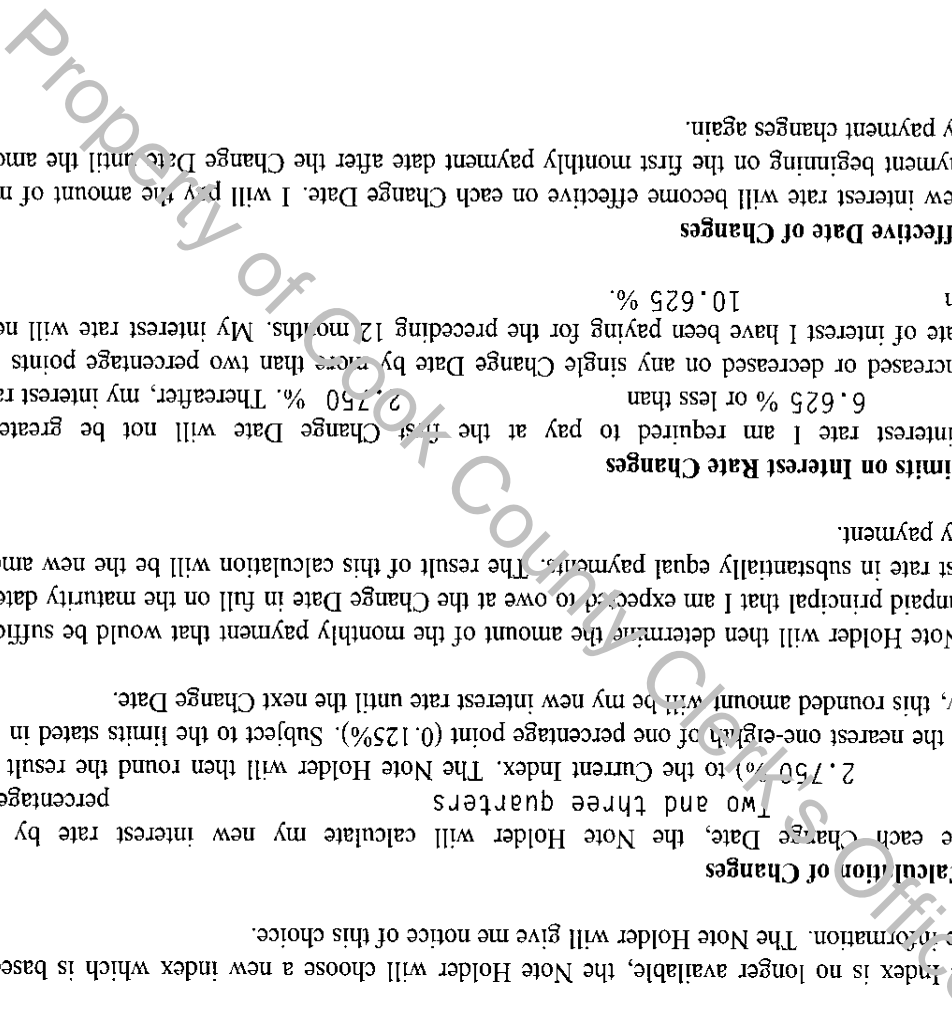 Index is no longer available, the Note Holder will choose a new index which is
information. The Note Holder will give me notice of this choice.
Calculation of Changes
each Change Date, the Note Holder will calculate my new interest rate by
Two and three quarters
2.750 %) to the Current Index. The Note Holder will then round the result
the nearest one-eighth of one percentage point (0.125%). Subject to the limits stated in
, this rounded amount will be my new interest rate until the next Change Date.
Note Holder will then determine the amount of the monthly payment that would be
unpaid principal that I am expected to owe at the Change Date in full on the maturity
rate in substantially equal payments. The result of this calculation will be the new
payment.
Limits on Interest Rate Changes
interest rate I am required to pay at the first Change Date will not be
6.625 % or less than 2.750 %. Thereafter, my interest
increased or decreased on any single Change Date by more than two percentage points
rate of interest I have been paying for the preceding 12 months. My interest rate will
10.625 %.
Effective Date of Changes
new interest rate will become effective on each Change Date. I will pay the amount of
payment beginning on the first monthly payment date after the Change Date until the
payment changes again.
Property of Cook County Clerk's Office